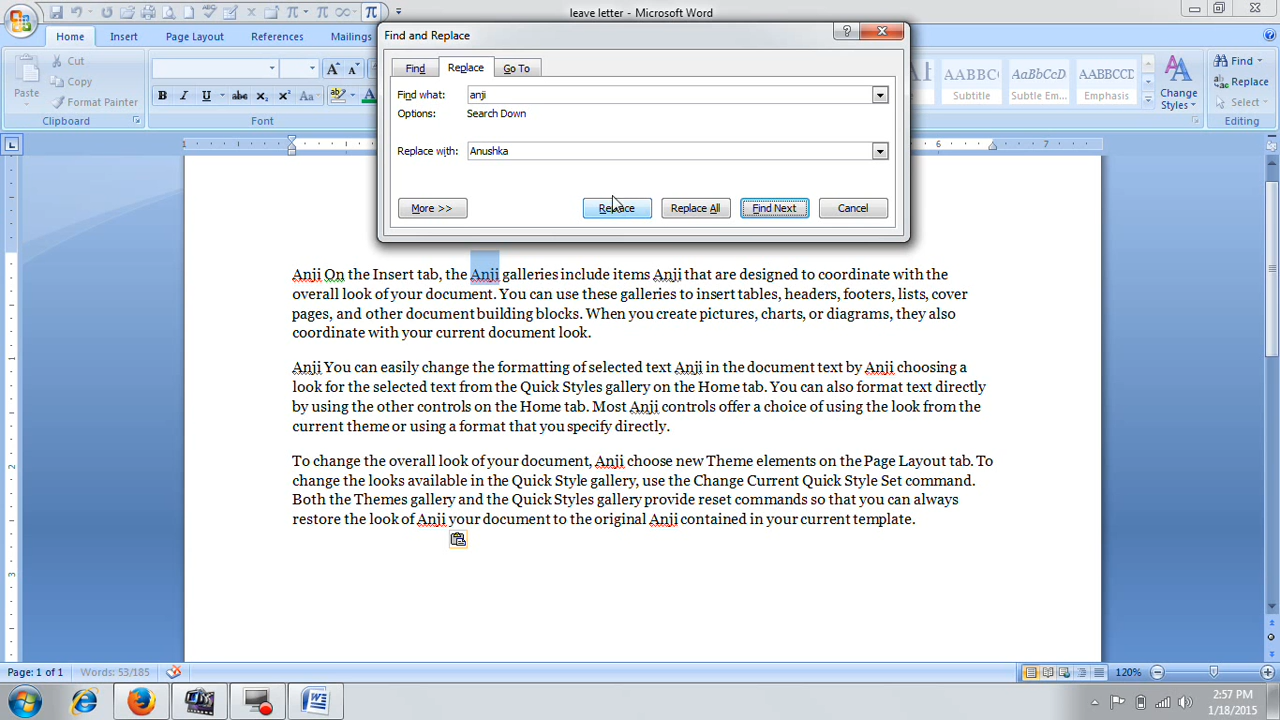 leave letter - Microsoft Word
Home Insert Page Layout References Mailings
Find and Replace
Find Replace Go To
Find what: anji
Options: Search Down
Replace with: Anushka
More >> Replace Replace All Find Next Cancel
Paste
Cut
Copy
Format Painter
Clipboard
Font
AABBCCDD AaBbCcD AABBCCDD
Subtitle Subtle Em... Emphasis
Change Styles
Find
Replace
Select
Editing
Anji On the Insert tab, the Anji galleries include items Anji that are designed to coordinate with the
overall look of your document. You can use these galleries to insert tables, headers, footers, lists, cover
pages, and other document building blocks. When you create pictures, charts, or diagrams, they also
coordinate with your current document look.
Anji You can easily change the formatting of selected text Anji in the document text by Anji choosing a
look for the selected text from the Quick Styles gallery on the Home tab. You can also format text directly
by using the other controls on the Home tab. Most Anji controls offer a choice of using the look from the
current theme or using a format that you specify directly.
To change the overall look of your document, Anji choose new Theme elements on the Page Layout tab. To
change the looks available in the Quick Style gallery, use the Change Current Quick Style Set command.
Both the Themes gallery and the Quick Styles gallery provide reset commands so that you can always
restore the look of Anji your document to the original Anji contained in your current template.
Page: 1 of 1 Words: 53/185 120%
2:57 PM
1/18/2015